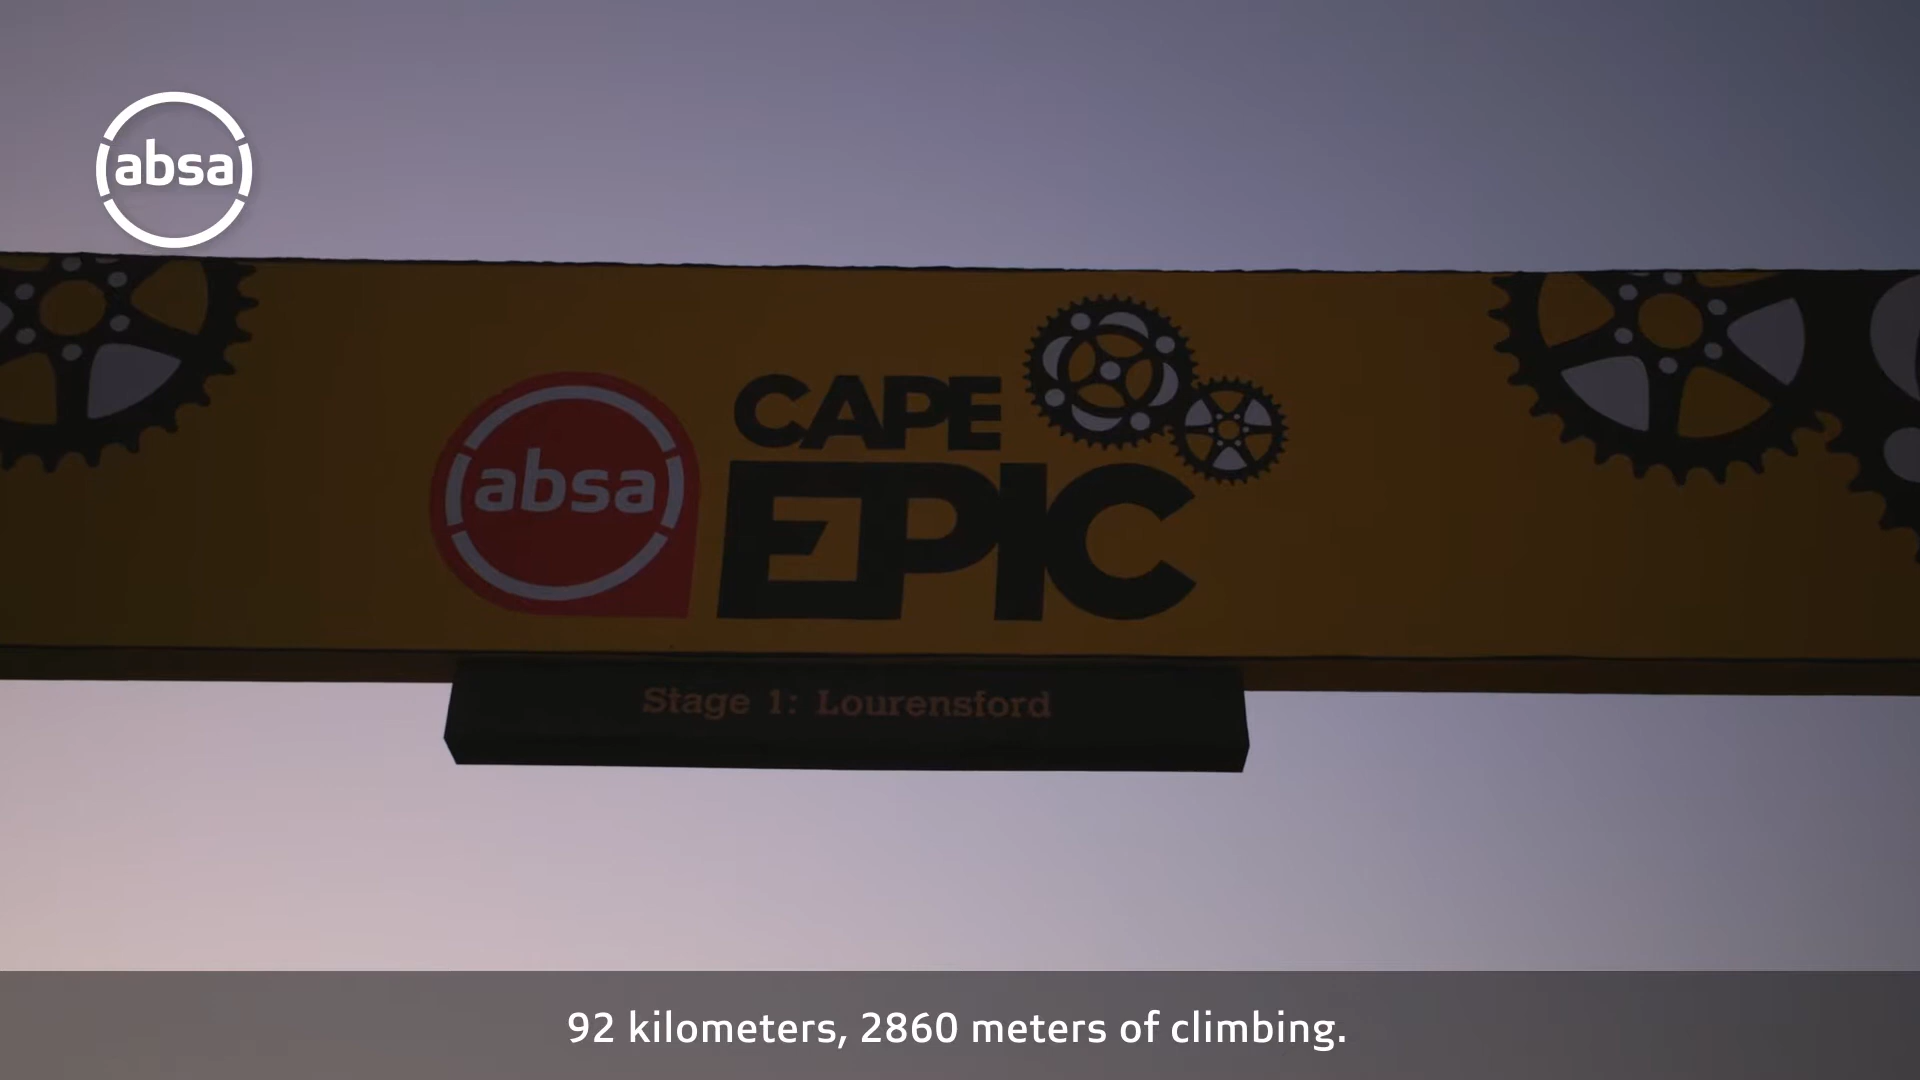 absa
CAPE
absa
EPIC
Stage 1: Lourensford
92 kilometers, 2860 meters of climbing.